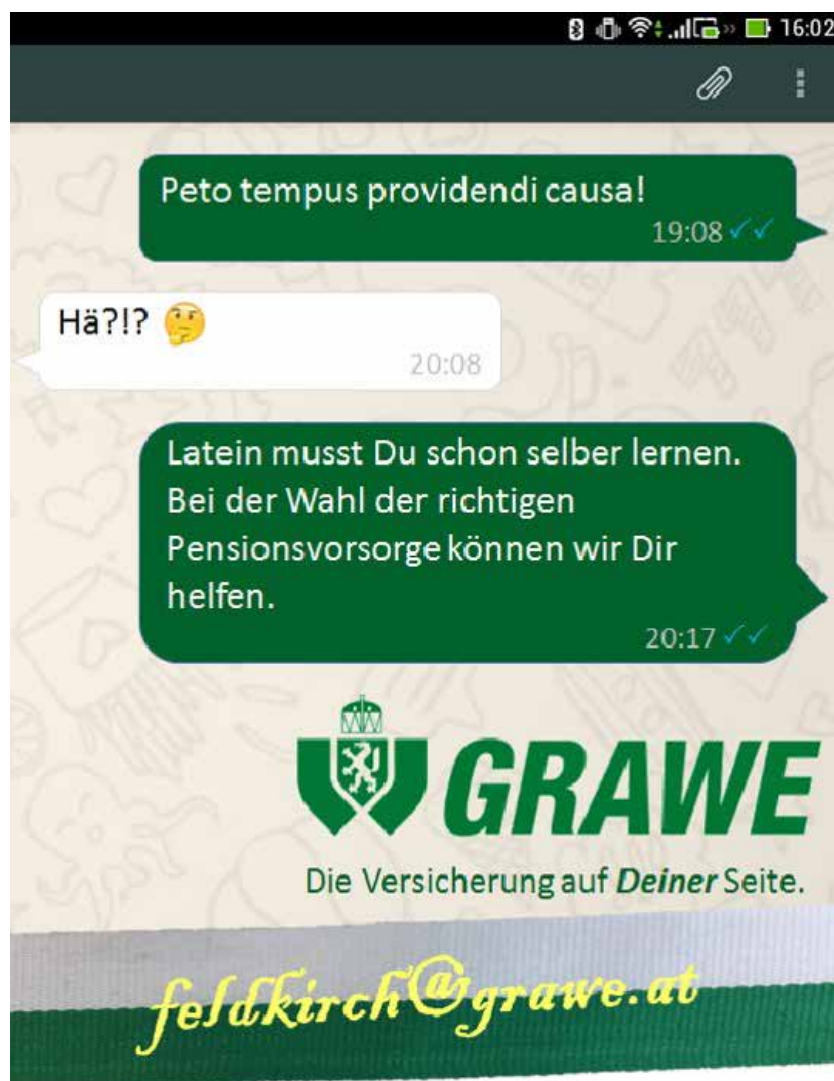 16:02
Peto tempus providendi causa!
19:08
Hä?!? 🤔
20:08
Latein musst Du schon selber lernen.
Bei der Wahl der richtigen
Pensionsvorsorge können wir Dir
helfen.
20:17
GRAWE
Die Versicherung auf Deiner Seite.
feldkirch@grawe.at